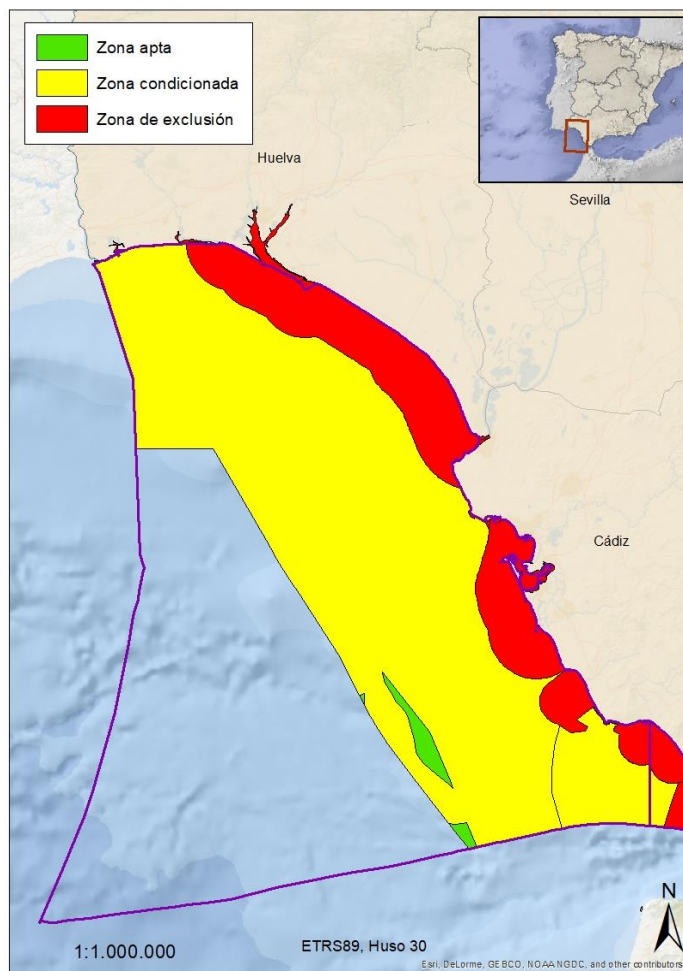 Zona apta
Zona condicionada
Zona de exclusión
Huelva
Sevilla
Cádiz
N
1:1.000.000
ETRS89, Huso 30
Esri, DeLorme, GEBCO, NOAA NGDC, and other contributors